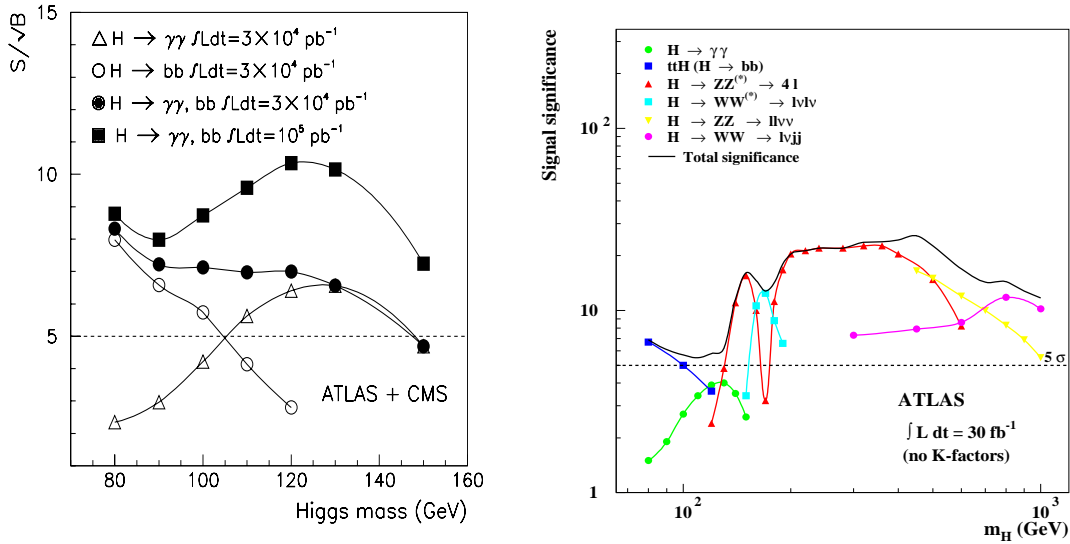 S/√B
H → γγ ∫Ldt=3×10⁴ pb⁻¹
H → bb ∫Ldt=3×10⁴ pb⁻¹
H → γγ, bb ∫Ldt=3×10⁴ pb⁻¹
H → γγ, bb ∫Ldt=10⁵ pb⁻¹
15
10
5
ATLAS + CMS
80 100 120 140 160
Higgs mass (GeV)
Signal significance
H → γ γ
ttH (H → bb)
H → ZZ⁽*⁾ → 4 l
H → WW⁽*⁾ → lνlν
H → ZZ → llνν
H → WW → lνjj
Total significance
10²
10
5 σ
ATLAS
∫ L dt = 30 fb⁻¹
(no K-factors)
1
10² 10³
m_H (GeV)